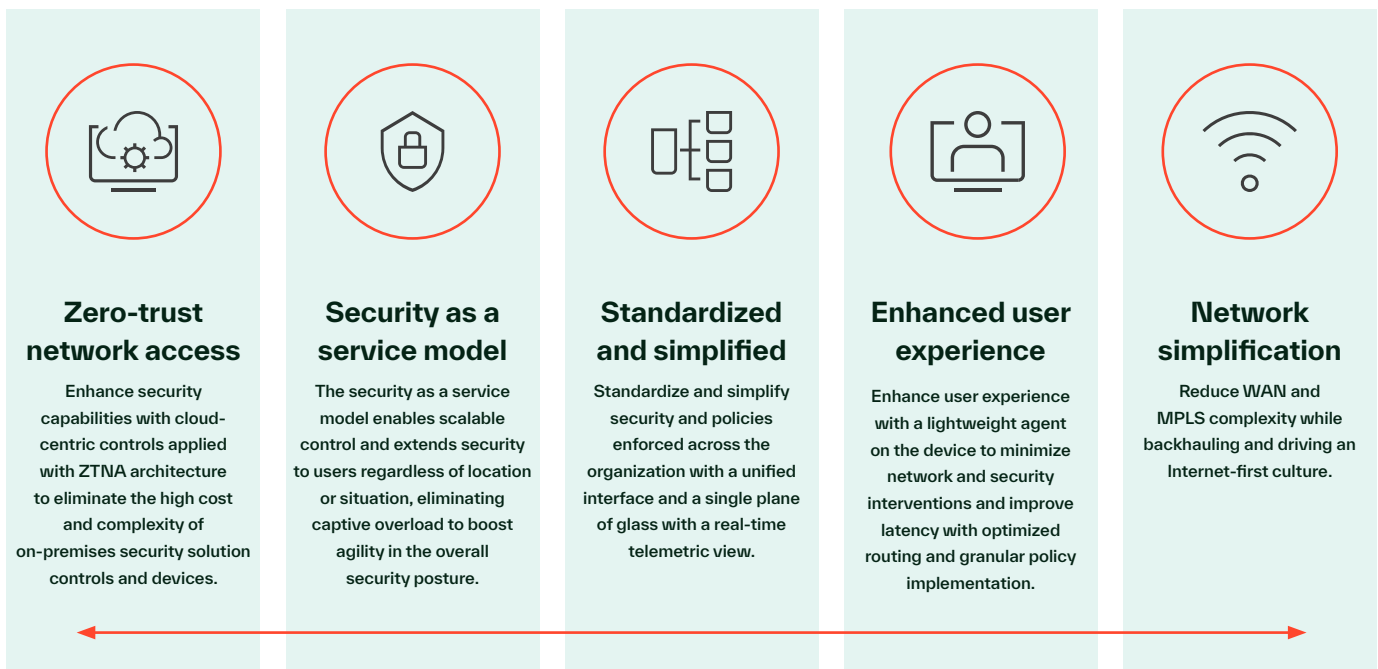 Zero-trust
network access
Enhance security
capabilities with cloud-
centric controls applied
with ZTNA architecture
to eliminate the high cost
and complexity of
on-premises security solution
controls and devices.
Security as a
service model
The security as a service
model enables scalable
control and extends security
to users regardless of location
or situation, eliminating
captive overload to boost
agility in the overall
security posture.
Standardized
and simplified
Standardize and simplify
security and policies
enforced across the
organization with a unified
interface and a single plane
of glass with a real-time
telemetric view.
Enhanced user
experience
Enhance user experience
with a lightweight agent
on the device to minimize
network and security
interventions and improve
latency with optimized
routing and granular policy
implementation.
Network
simplification
Reduce WAN and
MPLS complexity while
backhauling and driving an
Internet-first culture.